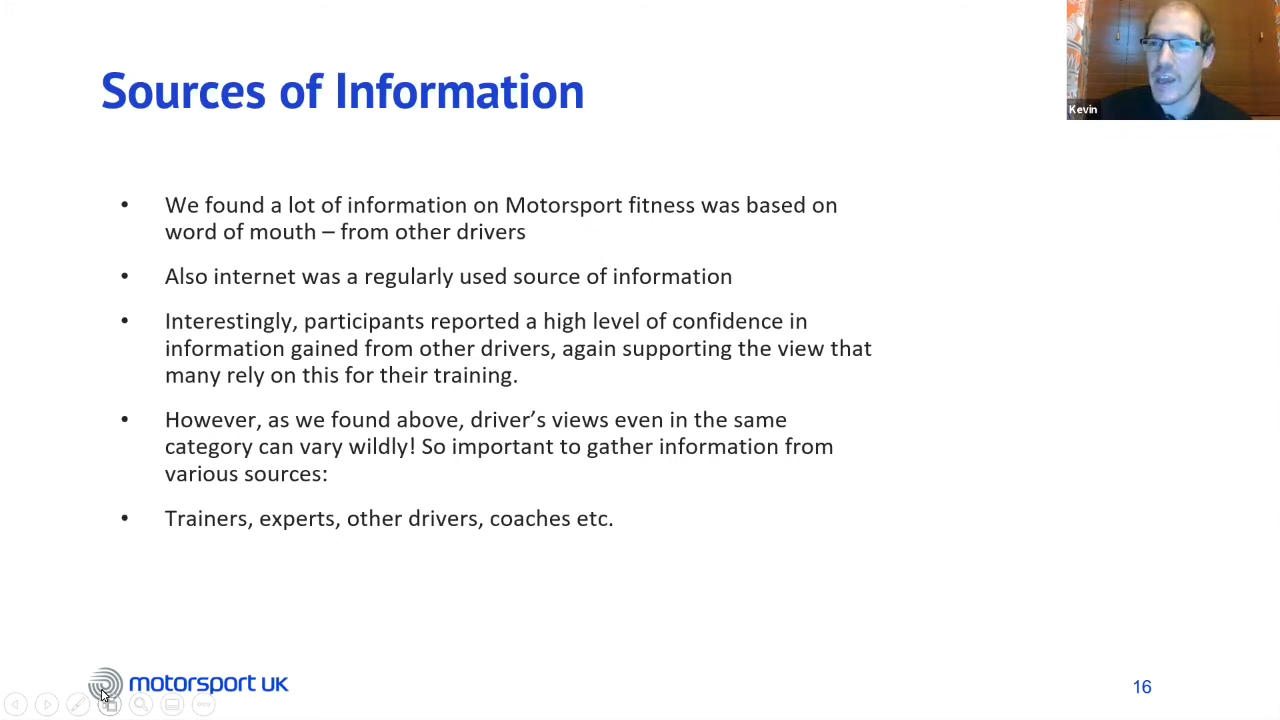 Sources of Information
Kevin
• We found a lot of information on Motorsport fitness was based on
word of mouth – from other drivers
• Also internet was a regularly used source of information
• Interestingly, participants reported a high level of confidence in
information gained from other drivers, again supporting the view that
many rely on this for their training.
• However, as we found above, driver’s views even in the same
category can vary wildly! So important to gather information from
various sources:
• Trainers, experts, other drivers, coaches etc.
motorsport UK
16